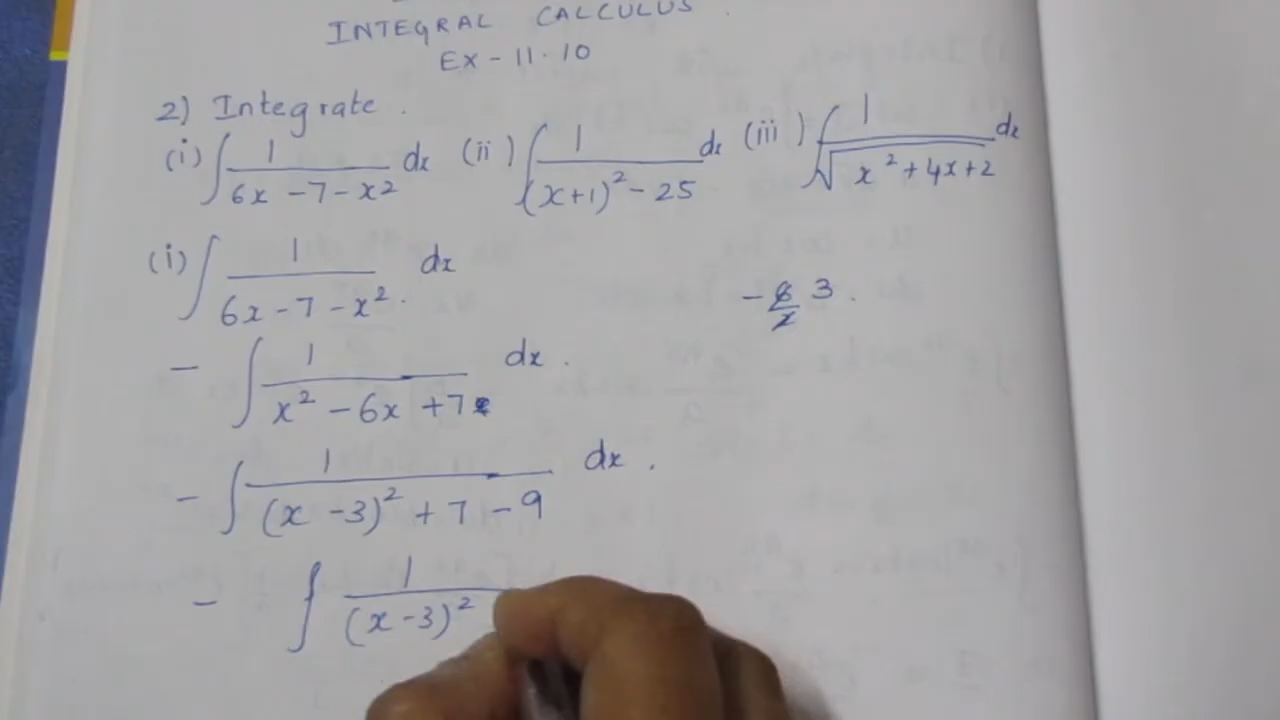 INTEGRAL CALCULUS
Ex - 11.10
2) Integrate.
(i) ∫ 1/(6x - 7 - x²) dx (ii) ∫ 1/((x+1)² - 25) dx (iii) ∫ 1/√(x² + 4x + 2) dx
(i) ∫ 1/(6x - 7 - x²) dx
-6/2 3.
- ∫ 1/(x² - 6x + 7) dx.
- ∫ 1/((x - 3)² + 7 - 9) dx.
- ∫ 1/(x - 3)²